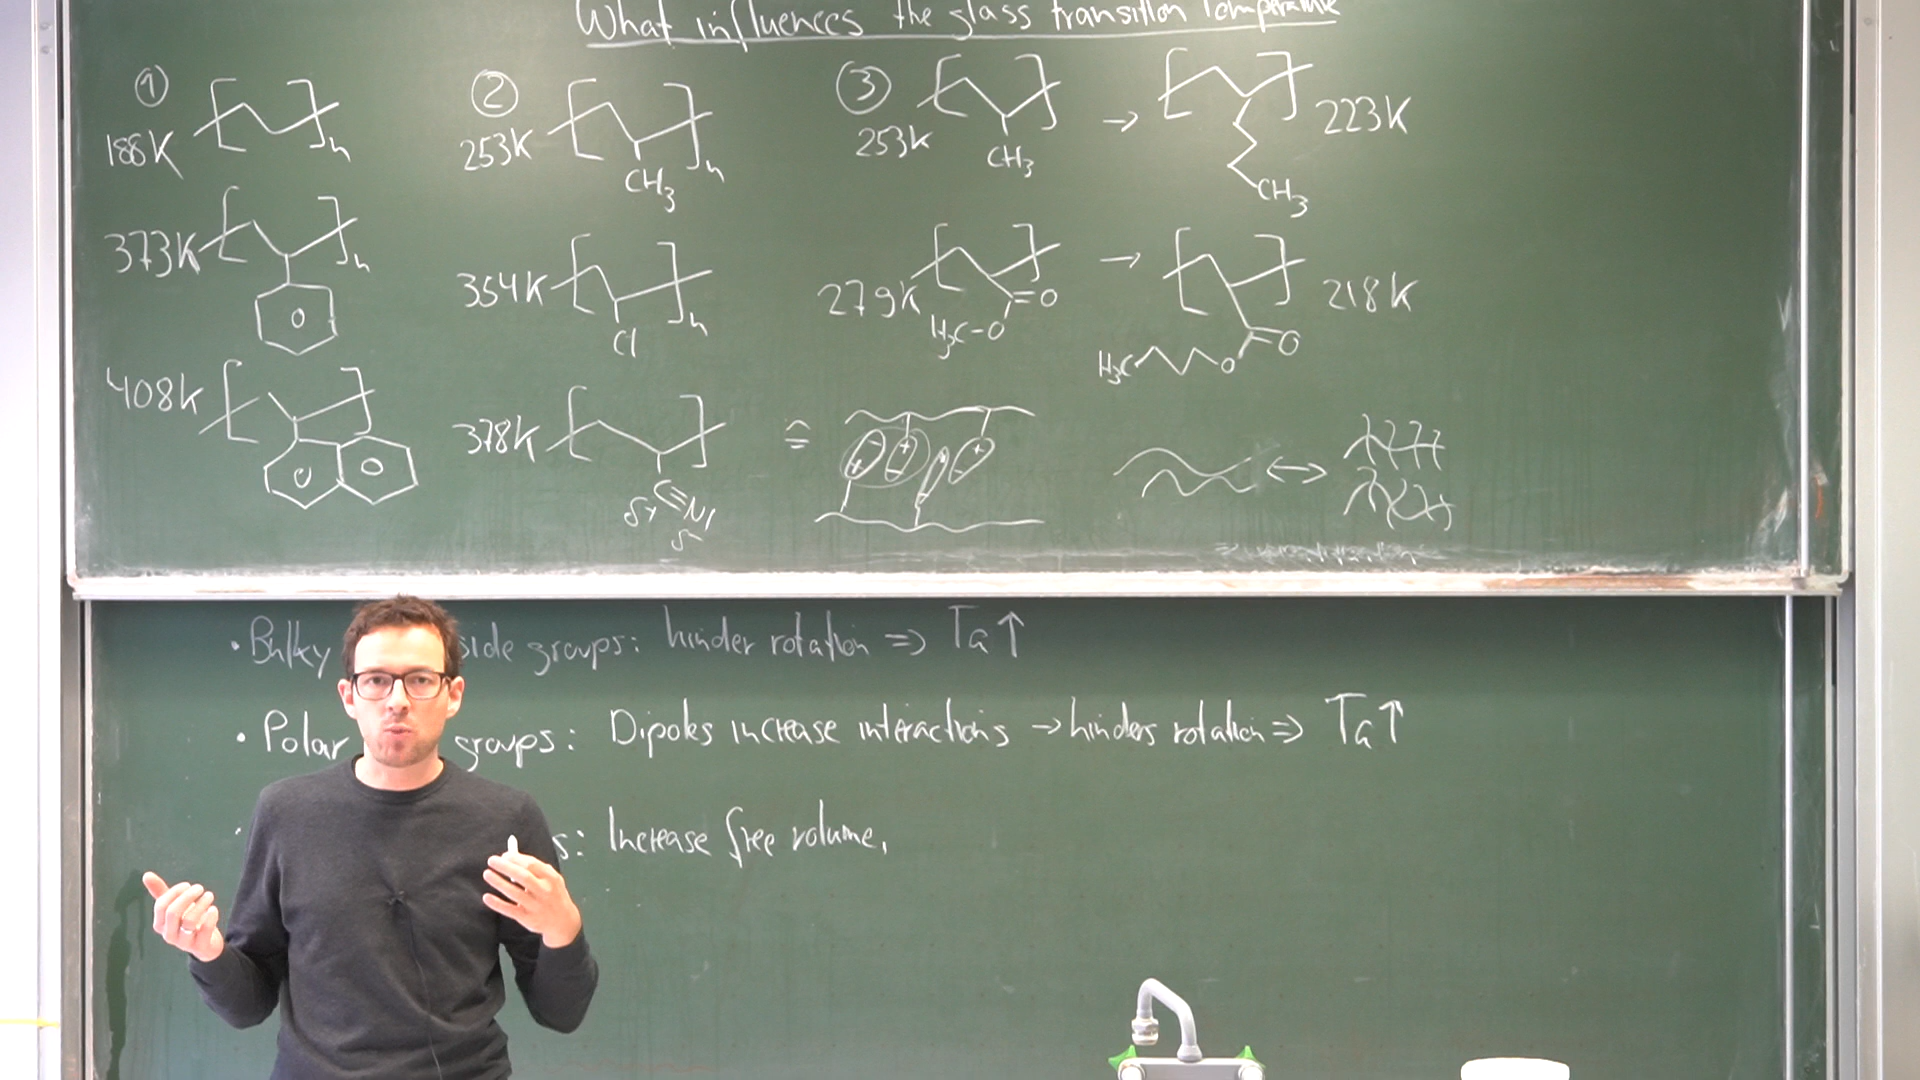 What influences the glass transition temperature
① 188K n
373K n
408K
② 253K CH3 n
354K Cl n
378K C≡N δ+ δ-
③ 253K CH3 → CH3 223K
279K H3C-O =O → H3C O O 218K
≙ + - + - + -
• Bulky side groups: hinder rotation ⇒ TG↑
• Polar groups: Dipoles increase interactions → hinders rotation ⇒ TG↑
• s: Increase free volume,